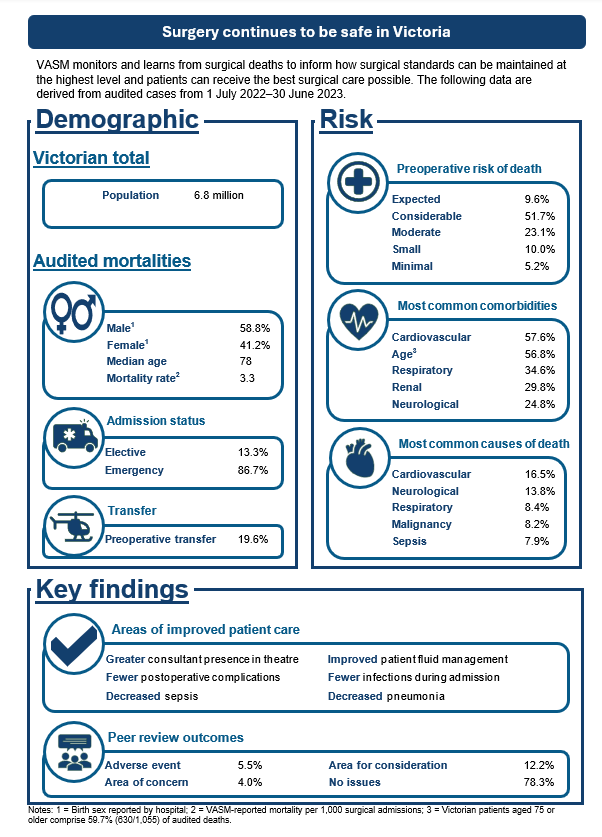 Surgery continues to be safe in Victoria
VASM monitors and learns from surgical deaths to inform how surgical standards can be maintained at
the highest level and patients can receive the best surgical care possible. The following data are
derived from audited cases from 1 July 2022–30 June 2023.
Demographic
Victorian total
Population 6.8 million
Audited mortalities
Male¹ 58.8%
Female¹ 41.2%
Median age 78
Mortality rate² 3.3
Admission status
Elective 13.3%
Emergency 86.7%
Transfer
Preoperative transfer 19.6%
Risk
Preoperative risk of death
Expected 9.6%
Considerable 51.7%
Moderate 23.1%
Small 10.0%
Minimal 5.2%
Most common comorbidities
Cardiovascular 57.6%
Age³ 56.8%
Respiratory 34.6%
Renal 29.8%
Neurological 24.8%
Most common causes of death
Cardiovascular 16.5%
Neurological 13.8%
Respiratory 8.4%
Malignancy 8.2%
Sepsis 7.9%
Key findings
Areas of improved patient care
Greater consultant presence in theatre Improved patient fluid management
Fewer postoperative complications Fewer infections during admission
Decreased sepsis Decreased pneumonia
Peer review outcomes
Adverse event 5.5% Area for consideration 12.2%
Area of concern 4.0% No issues 78.3%
Notes: 1 = Birth sex reported by hospital; 2 = VASM-reported mortality per 1,000 surgical admissions; 3 = Victorian patients aged 75 or
older comprise 59.7% (630/1,055) of audited deaths.